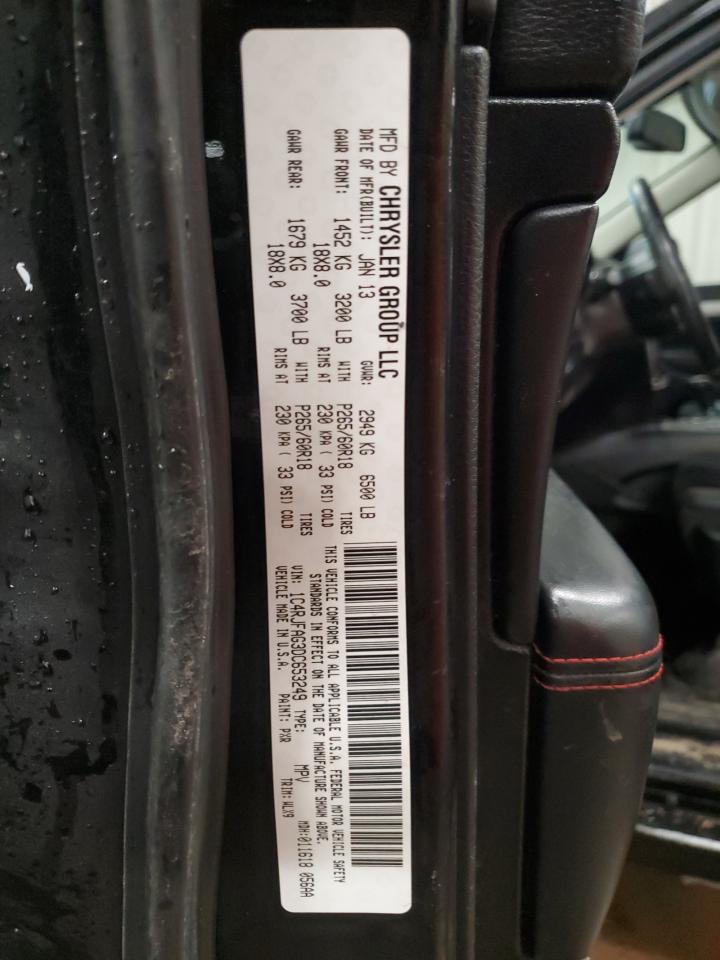 MFD BY CHRYSLER GROUP LLC
DATE OF MFR(BUILT): JAN 13 GVWR: 2949 KG 6500 LB
GAWR FRONT: 1452 KG 3200 LB WITH P265/60R18 TIRES
18X8.0 RIMS AT 230 KPA ( 33 PSI) COLD
GAWR REAR: 1679 KG 3700 LB WITH P265/60R18 TIRES
18X8.0 RIMS AT 230 KPA ( 33 PSI) COLD
THIS VEHICLE CONFORMS TO ALL APPLICABLE U.S.A. FEDERAL MOTOR VEHICLE SAFETY
STANDARDS IN EFFECT ON THE DATE OF MANUFACTURE SHOWN ABOVE.
VIN: 1C4RJFAG3DC653249 TYPE: MPV MDH:011618 056AA
VEHICLE MADE IN U.S.A. PAINT: PXR TRIM: WLX9